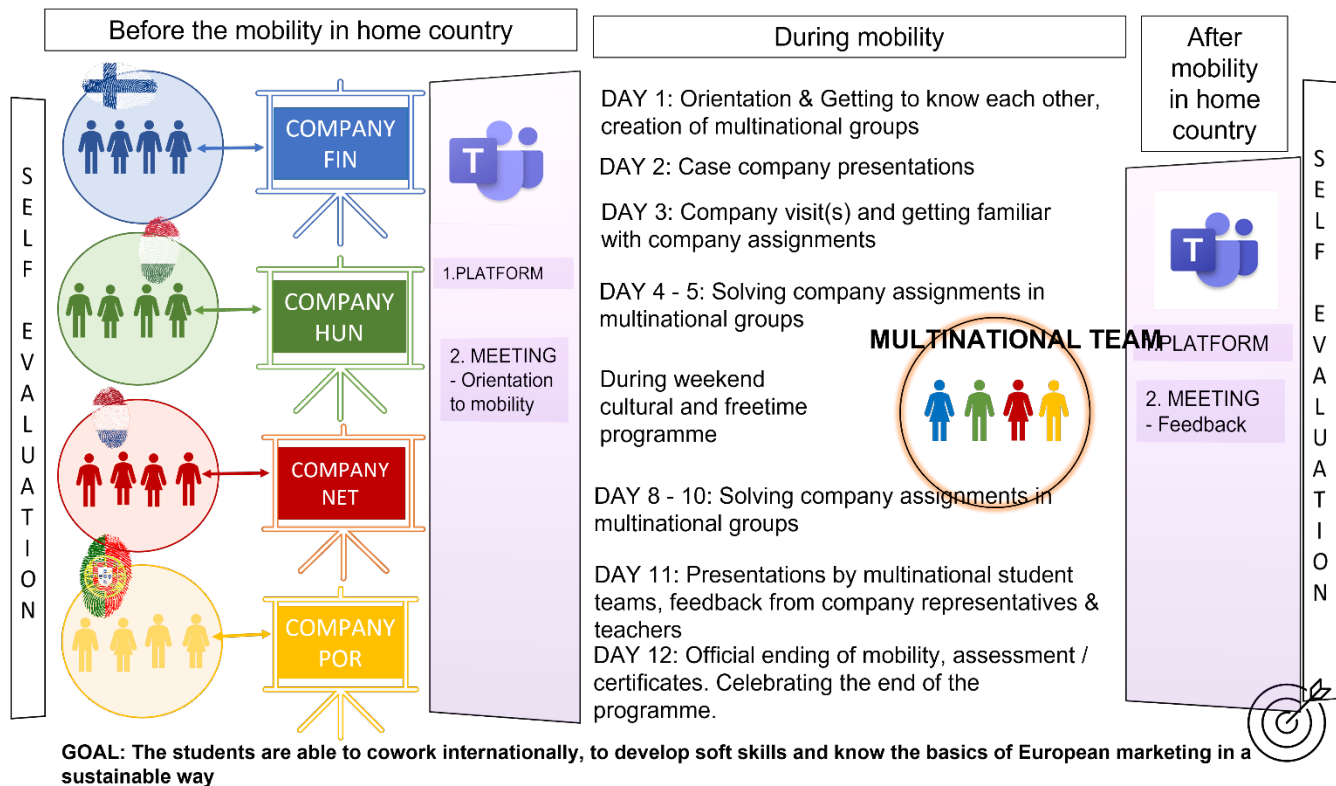 Before the mobility in home country
During mobility
After
mobility
in home
country
SELF EVALUATION
COMPANY
FIN
COMPANY
HUN
COMPANY
NET
COMPANY
POR
T
1.PLATFORM
2. MEETING
- Orientation
to mobility
DAY 1: Orientation & Getting to know each other,
creation of multinational groups
DAY 2: Case company presentations
DAY 3: Company visit(s) and getting familiar
with company assignments
DAY 4 - 5: Solving company assignments in
multinational groups
MULTINATIONAL TEAM
During weekend
cultural and freetime
programme
DAY 8 - 10: Solving company assignments in
multinational groups
DAY 11: Presentations by multinational student
teams, feedback from company representatives &
teachers
DAY 12: Official ending of mobility, assessment /
certificates. Celebrating the end of the
programme.
T
1.PLATFORM
2. MEETING
- Feedback
SELF EVALUATION
GOAL: The students are able to cowork internationally, to develop soft skills and know the basics of European marketing in a
sustainable way